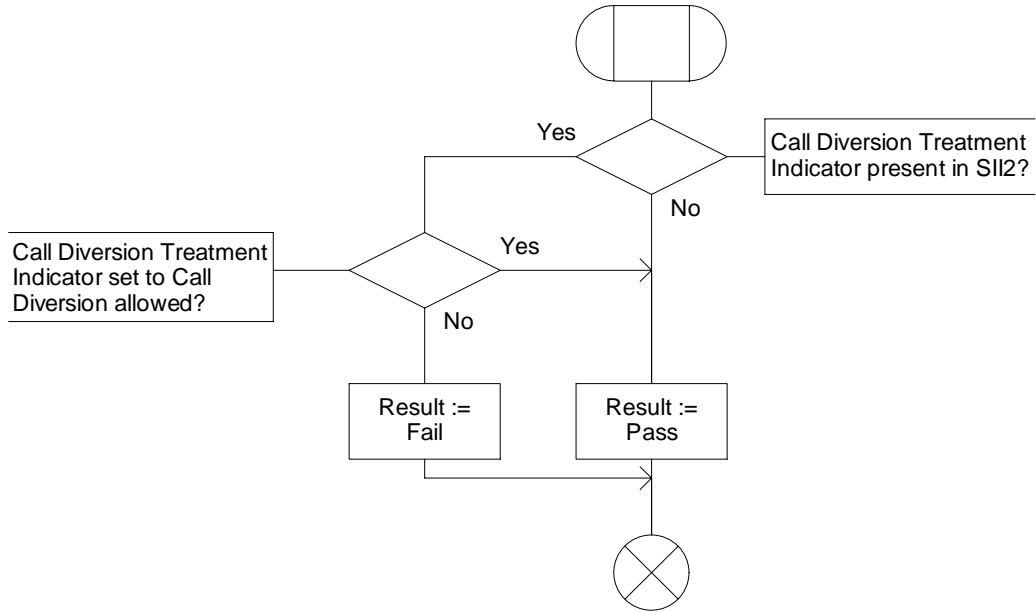 Yes
Call Diversion Treatment
Indicator present in SII2?
No
Call Diversion Treatment
Indicator set to Call
Diversion allowed?
Yes
No
Result :=
Fail
Result :=
Pass